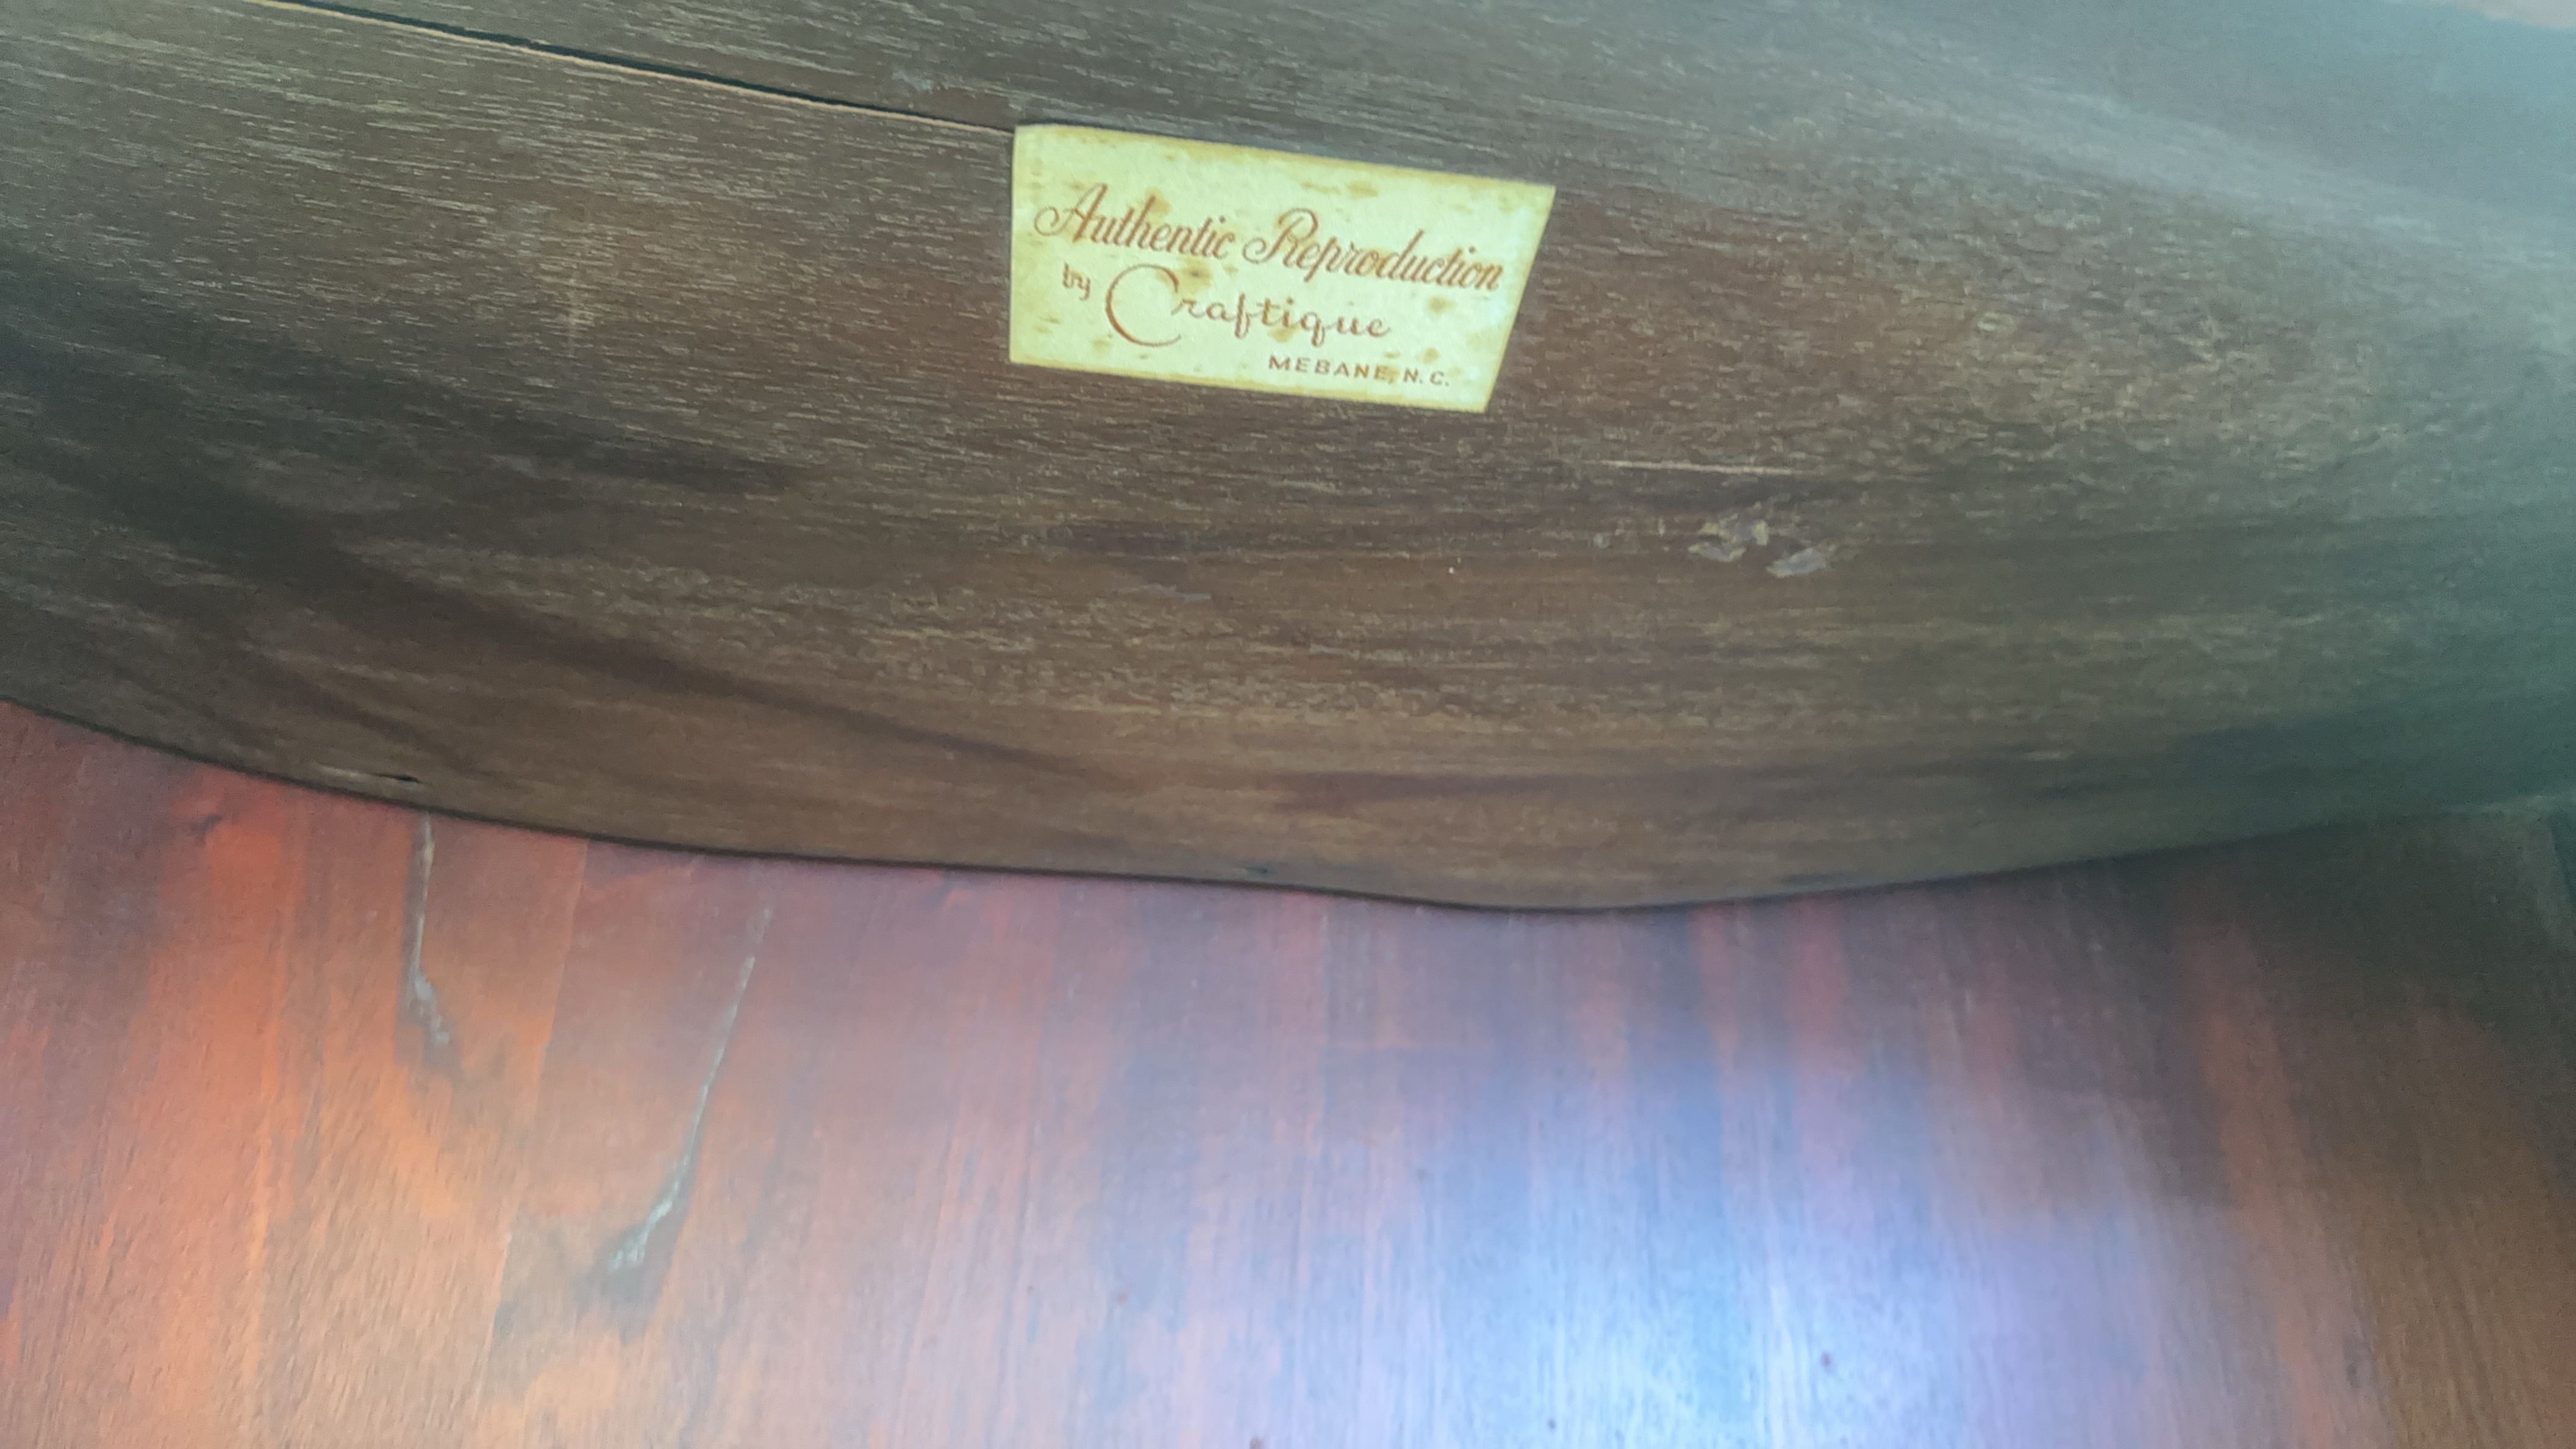 Authentic Reproduction
by Craftique
MEBANE, N.C.